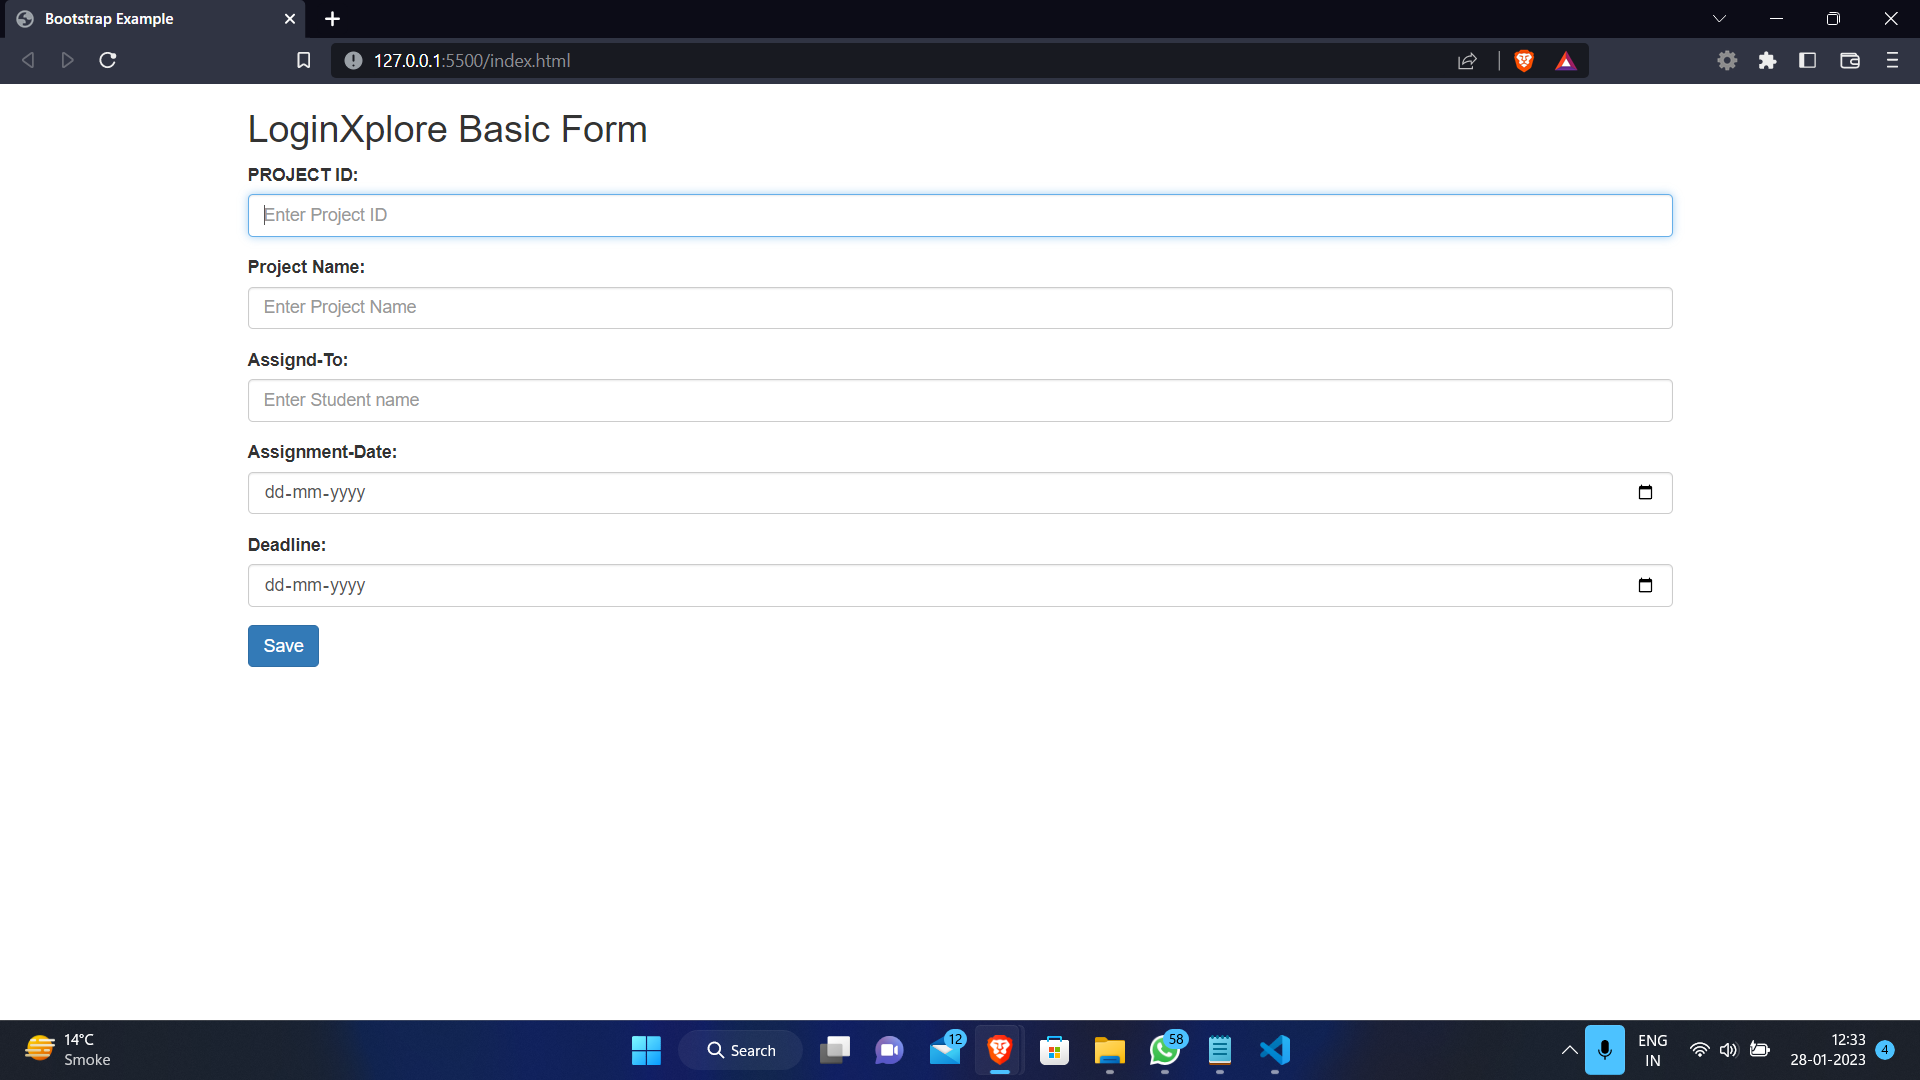 Bootstrap Example
127.0.0.1:5500/index.html
LoginXplore Basic Form
PROJECT ID:
Enter Project ID
Project Name:
Enter Project Name
Assignd-To:
Enter Student name
Assignment-Date:
dd-mm-yyyy
Deadline:
dd-mm-yyyy
Save
14°C
Smoke
Search
12
58
ENG
IN
12:33
28-01-2023
4